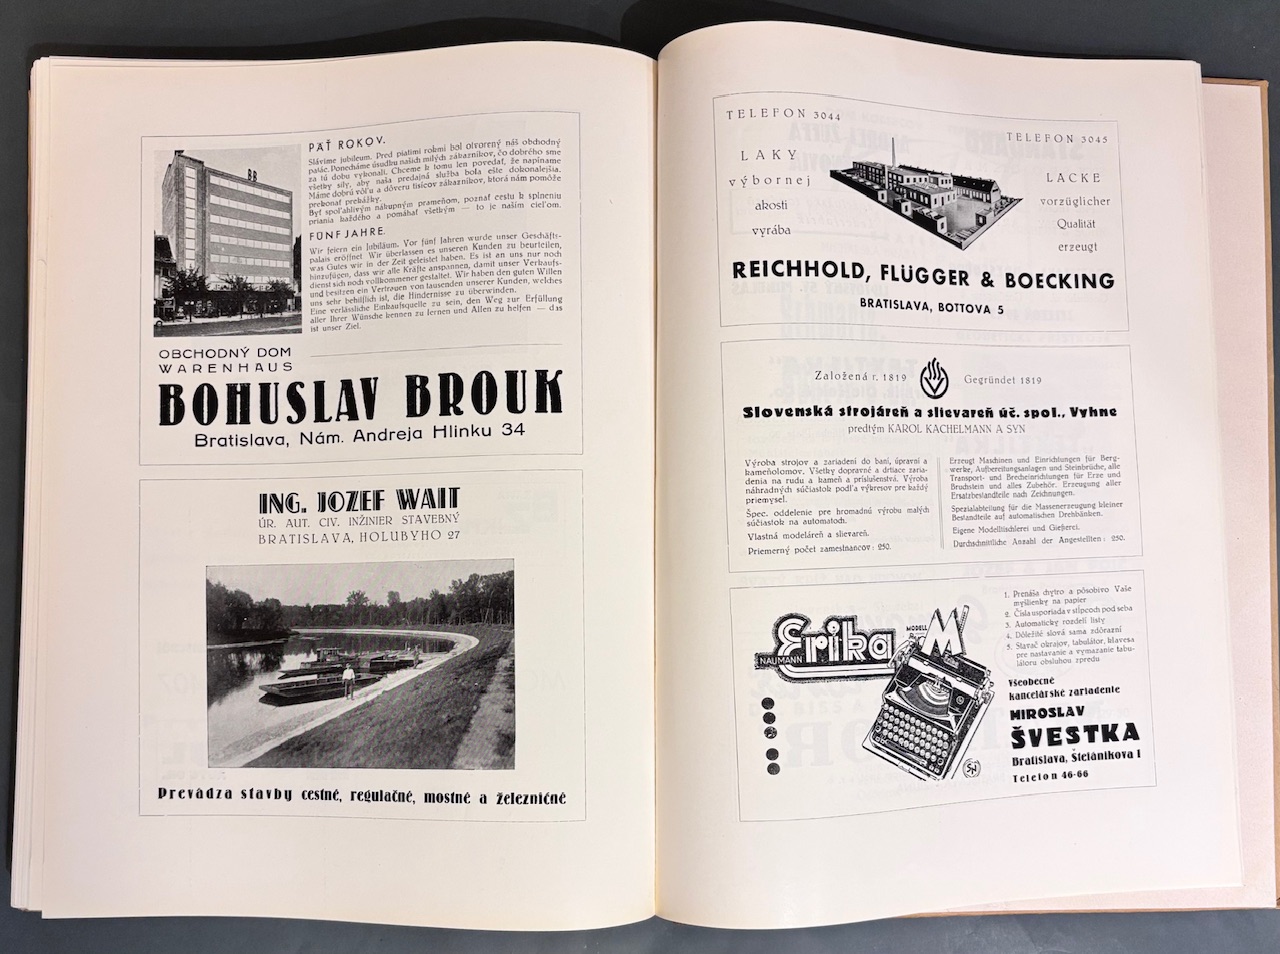 BB
PÄŤ ROKOV.
Slávime jubileum. Pred piatimi rokmi bol otvorený náš obchodný
palác. Ponecháme úsudku našich milých zákazníkov, čo dobrého sme
za tú dobu vykonali. Chceme k tomu len povedať, že napíname
všetky sily, aby naša predajná služba bola ešte dokonalejšia.
Máme dobrú vôľu a dôveru tisícov zákazníkov, ktorá nám pomôže
prekonať prekážky.
Byť spoľahlivým nákupným prameňom, poznať cestu k splneniu
priania každého a pomáhať všetkým — to je naším cieľom.
FÜNF JAHRE.
Wir feiern ein Jubiläum. Vor fünf Jahren wurde unser Geschäfts-
palais eröffnet Wir überlassen es unseren Kunden zu beurteilen,
was Gutes wir in der Zeit geleistet haben. Es ist an uns nur noch
hinzufügen, dass wir alle Kräfte anspannen, damit unser Verkaufs-
dienst sich noch vollkommener gestaltet. Wir haben den guten Willen
und besitzen ein Vertrauen von tausenden unserer Kunden, welches
uns sehr behilflich ist, die Hindernisse zu überwinden.
Eine verlässliche Einkaufsquelle zu sein, den Weg zur Erfüllung
aller Ihrer Wünsche kennen zu lernen und Allen zu helfen — das
ist unser Ziel.
OBCHODNÝ DOM
WARENHAUS
BOHUSLAV BROUK
Bratislava, Nám. Andreja Hlinku 34
ING. JOZEF WAIT
ÚR. AUT. CIV. INŽINIER STAVEBNÝ
BRATISLAVA, HOLUBYHO 27
Prevádza stavby cestné, regulačné, mostné a železničné
TELEFON 3044
TELEFON 3045
LAKY
výbornej
akosti
vyrába
LACKE
vorzüglicher
Qualität
erzeugt
REICHHOLD, FLÜGGER & BOECKING
BRATISLAVA, BOTTOVA 5
Založená r. 1819
Gegründet 1819
Slovenská strojáreň a slievareň úč. spol., Vyhne
predtým KAROL KACHELMANN A SYN
Výroba strojov a zariadení do baní, úpravní a
kameňolomov. Všetky dopravné a drtiace zaria-
denia na rudu a kameň a príslušenstvá. Výroba
náhradných súčiastok podľa výkresov pre každý
priemysel.
Špec. oddelenie pre hromadnú výrobu malých
súčiastok na automatoch.
Vlastná modeláreň a slievareň.
Priemerný počet zamestnancov: 250.
Erzeugt Maschinen und Einrichtungen für Berg-
werke, Aufbereitungsanlagen und Steinbrüche, alle
Transport- und Brecheinrichtungen für Erze und
Bruchstein und alles Zubehör. Erzeugung aller
Ersatzbestandteile nach Zeichnungen.
Spezialabteilung für die Massenerzeugung kleiner
Bestandteile auf automatischen Drehbänken.
Eigene Modelltischlerei und Gießerei.
Durchschnittliche Anzahl der Angestellten: 250.
NAUMANN
Erika
MODELL
M
SN
1. Prenáša chytro a pôsobivo Vaše
myšlienky na papier
2. Čísla usporiada v stĺpcoch pod seba
3. Automaticky rozdelí listy
4. Dôležité slová sama zdôrazní
5. Stavač okrajov, tabulátor, klavesa
pre nastavanie a vymazanie tabu-
látoru obsluhou zpredu
Všeobecné
kancelárské zariadenie
MIROSLAV
ŠVESTKA
Bratislava, Štefánikova 1
Telefon 46-66